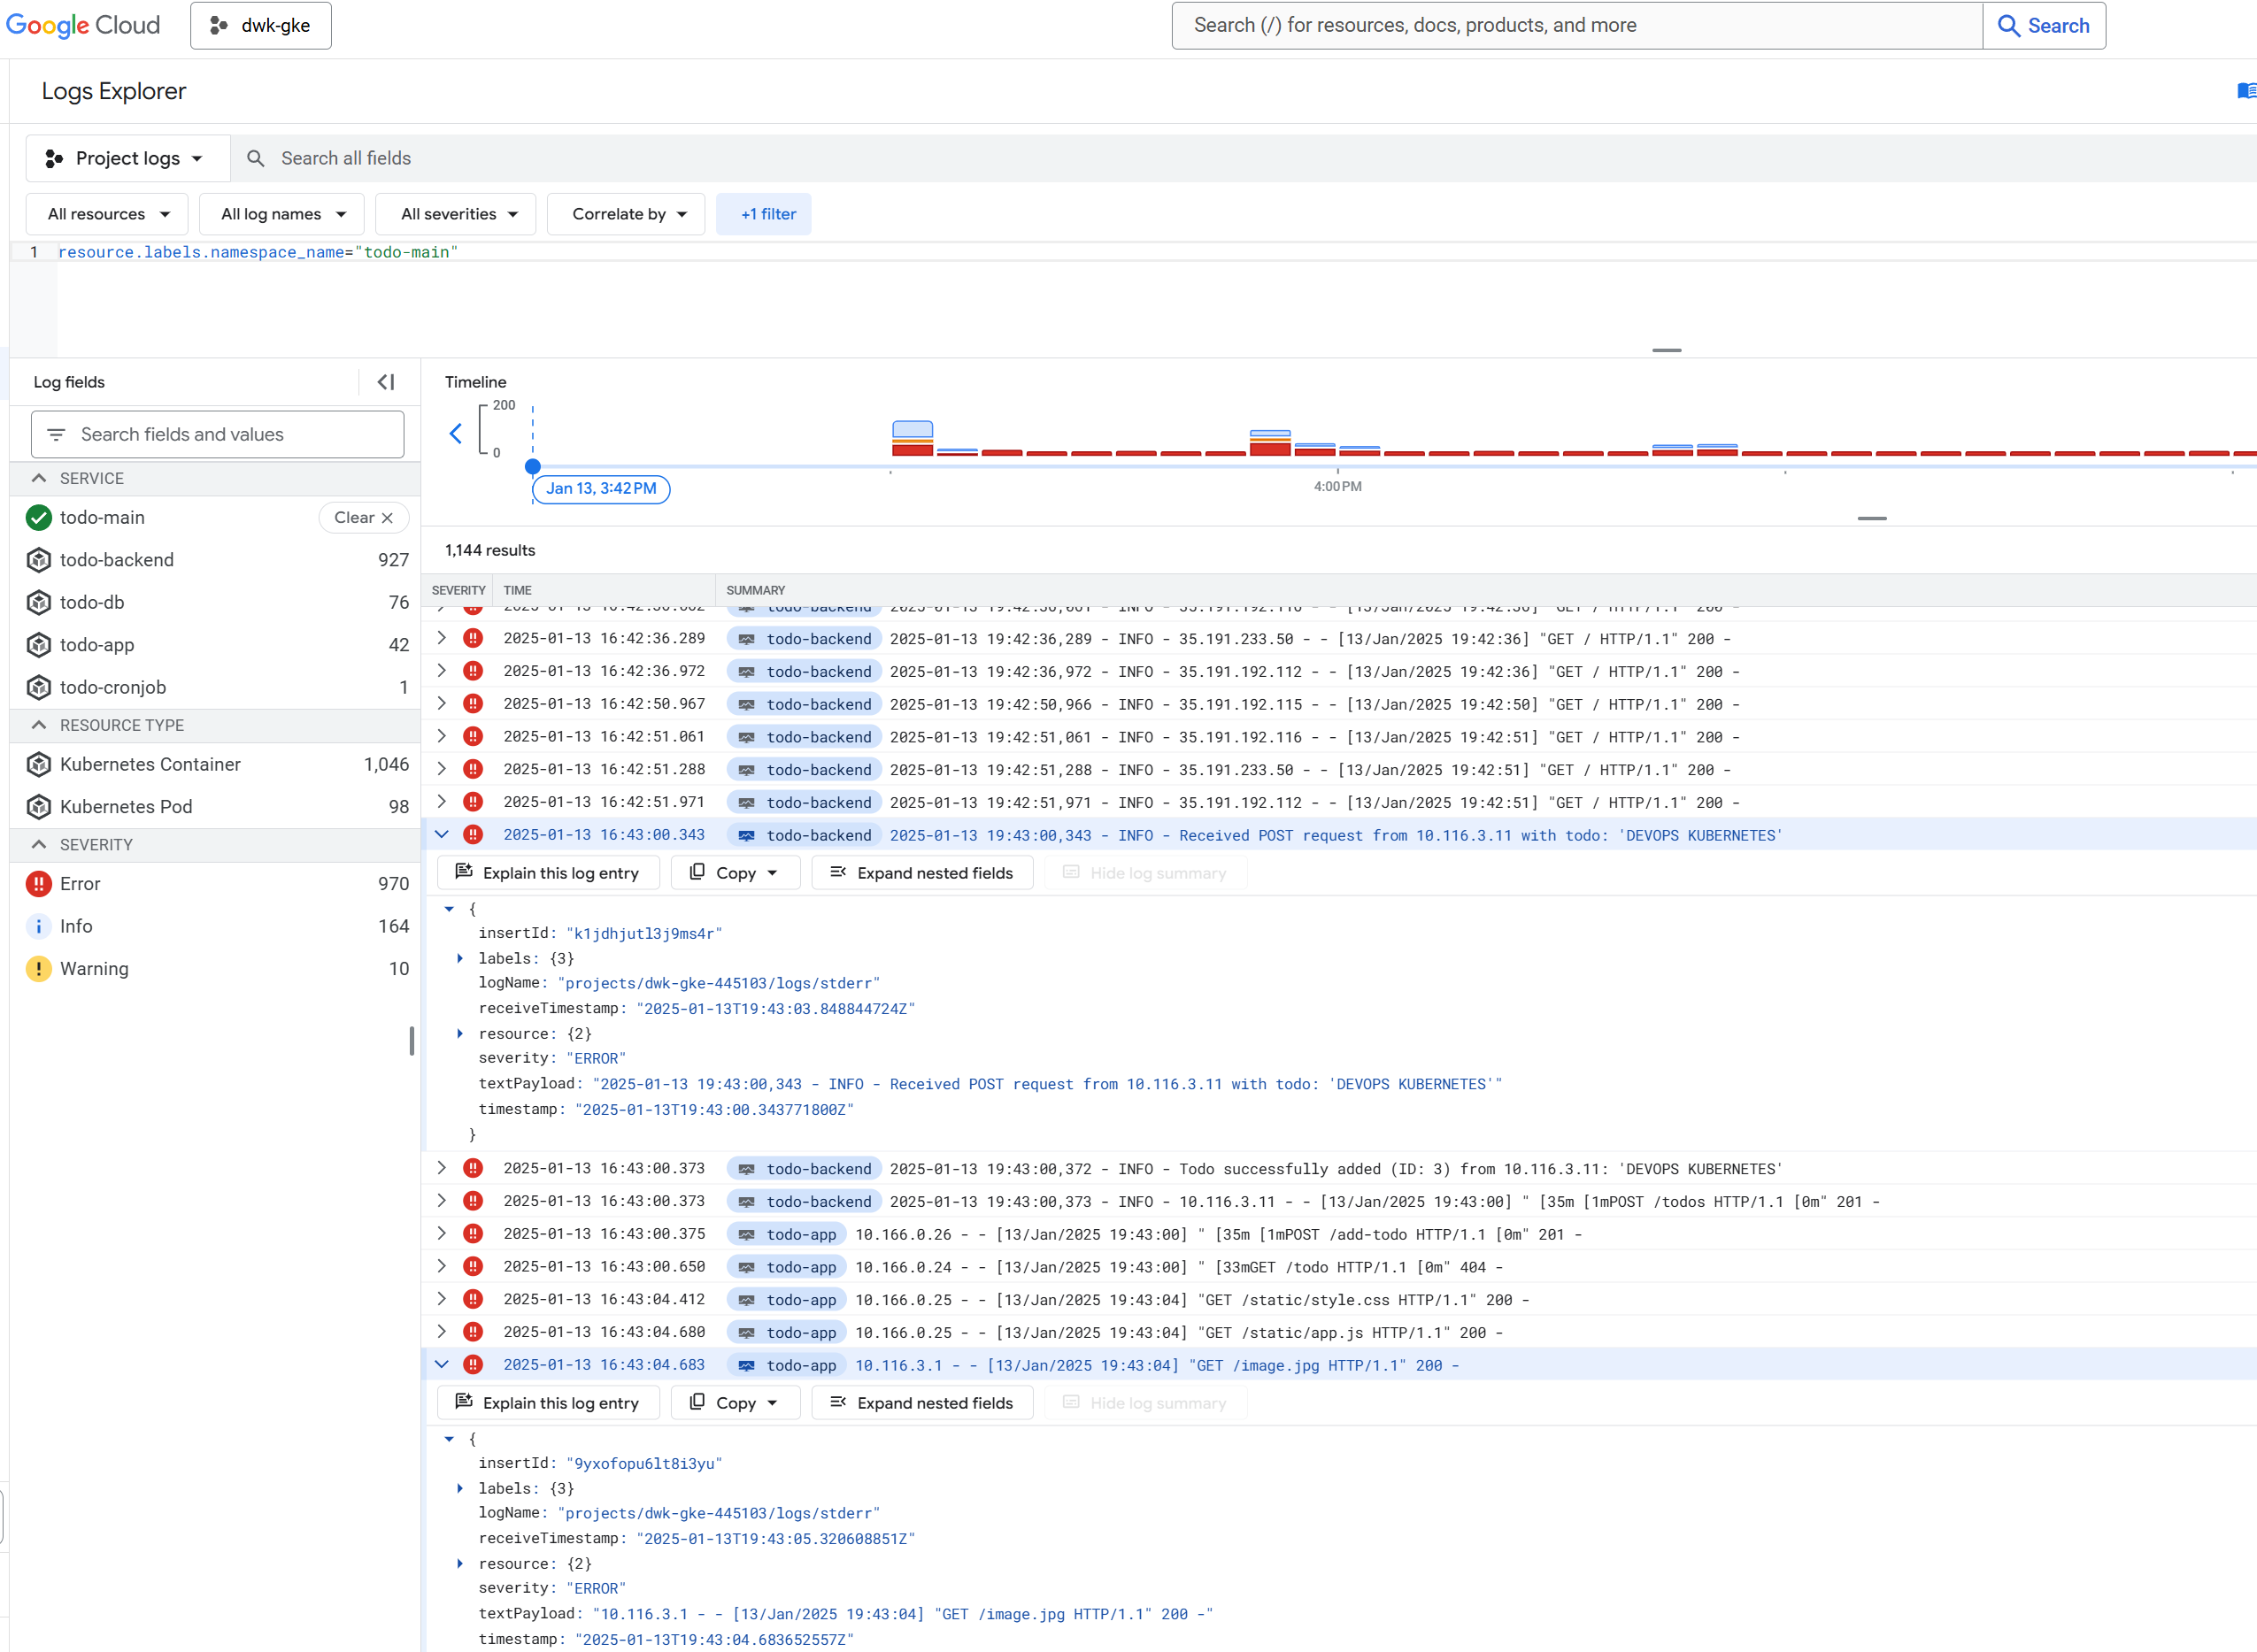 Google Cloud
dwk-gke
Search (/) for resources, docs, products, and more
Search
Logs Explorer
Project logs
Search all fields
All resources
All log names
All severities
Correlate by
+1 filter
1 resource.labels.namespace_name="todo-main"
Log fields
Search fields and values
SERVICE
todo-main Clear
todo-backend 927
todo-db 76
todo-app 42
todo-cronjob 1
RESOURCE TYPE
Kubernetes Container 1,046
Kubernetes Pod 98
SEVERITY
Error 970
Info 164
Warning 10
Timeline
200
0
Jan 13, 3:42 PM
4:00 PM
1,144 results
SEVERITY TIME SUMMARY
todo-backend
2025-01-13 16:42:36.289 todo-backend 2025-01-13 19:42:36,289 - INFO - 35.191.233.50 - - [13/Jan/2025 19:42:36] "GET / HTTP/1.1" 200 -
2025-01-13 16:42:36.972 todo-backend 2025-01-13 19:42:36,972 - INFO - 35.191.192.112 - - [13/Jan/2025 19:42:36] "GET / HTTP/1.1" 200 -
2025-01-13 16:42:50.967 todo-backend 2025-01-13 19:42:50,966 - INFO - 35.191.192.115 - - [13/Jan/2025 19:42:50] "GET / HTTP/1.1" 200 -
2025-01-13 16:42:51.061 todo-backend 2025-01-13 19:42:51,061 - INFO - 35.191.192.116 - - [13/Jan/2025 19:42:51] "GET / HTTP/1.1" 200 -
2025-01-13 16:42:51.288 todo-backend 2025-01-13 19:42:51,288 - INFO - 35.191.233.50 - - [13/Jan/2025 19:42:51] "GET / HTTP/1.1" 200 -
2025-01-13 16:42:51.971 todo-backend 2025-01-13 19:42:51,971 - INFO - 35.191.192.112 - - [13/Jan/2025 19:42:51] "GET / HTTP/1.1" 200 -
2025-01-13 16:43:00.343 todo-backend 2025-01-13 19:43:00,343 - INFO - Received POST request from 10.116.3.11 with todo: 'DEVOPS KUBERNETES'
Explain this log entry Copy Expand nested fields Hide log summary
{
insertId: "k1jdhjutl3j9ms4r"
labels: {3}
logName: "projects/dwk-gke-445103/logs/stderr"
receiveTimestamp: "2025-01-13T19:43:03.848844724Z"
resource: {2}
severity: "ERROR"
textPayload: "2025-01-13 19:43:00,343 - INFO - Received POST request from 10.116.3.11 with todo: 'DEVOPS KUBERNETES'"
timestamp: "2025-01-13T19:43:00.343771800Z"
}
2025-01-13 16:43:00.373 todo-backend 2025-01-13 19:43:00,372 - INFO - Todo successfully added (ID: 3) from 10.116.3.11: 'DEVOPS KUBERNETES'
2025-01-13 16:43:00.373 todo-backend 2025-01-13 19:43:00,373 - INFO - 10.116.3.11 - - [13/Jan/2025 19:43:00] " [35m [1mPOST /todos HTTP/1.1 [0m" 201 -
2025-01-13 16:43:00.375 todo-app 10.166.0.26 - - [13/Jan/2025 19:43:00] " [35m [1mPOST /add-todo HTTP/1.1 [0m" 201 -
2025-01-13 16:43:00.650 todo-app 10.166.0.24 - - [13/Jan/2025 19:43:00] " [33mGET /todo HTTP/1.1 [0m" 404 -
2025-01-13 16:43:04.412 todo-app 10.166.0.25 - - [13/Jan/2025 19:43:04] "GET /static/style.css HTTP/1.1" 200 -
2025-01-13 16:43:04.680 todo-app 10.166.0.25 - - [13/Jan/2025 19:43:04] "GET /static/app.js HTTP/1.1" 200 -
2025-01-13 16:43:04.683 todo-app 10.116.3.1 - - [13/Jan/2025 19:43:04] "GET /image.jpg HTTP/1.1" 200 -
Explain this log entry Copy Expand nested fields Hide log summary
{
insertId: "9yxofopu6lt8i3yu"
labels: {3}
logName: "projects/dwk-gke-445103/logs/stderr"
receiveTimestamp: "2025-01-13T19:43:05.320608851Z"
resource: {2}
severity: "ERROR"
textPayload: "10.116.3.1 - - [13/Jan/2025 19:43:04] "GET /image.jpg HTTP/1.1" 200 -"
timestamp: "2025-01-13T19:43:04.683652557Z"